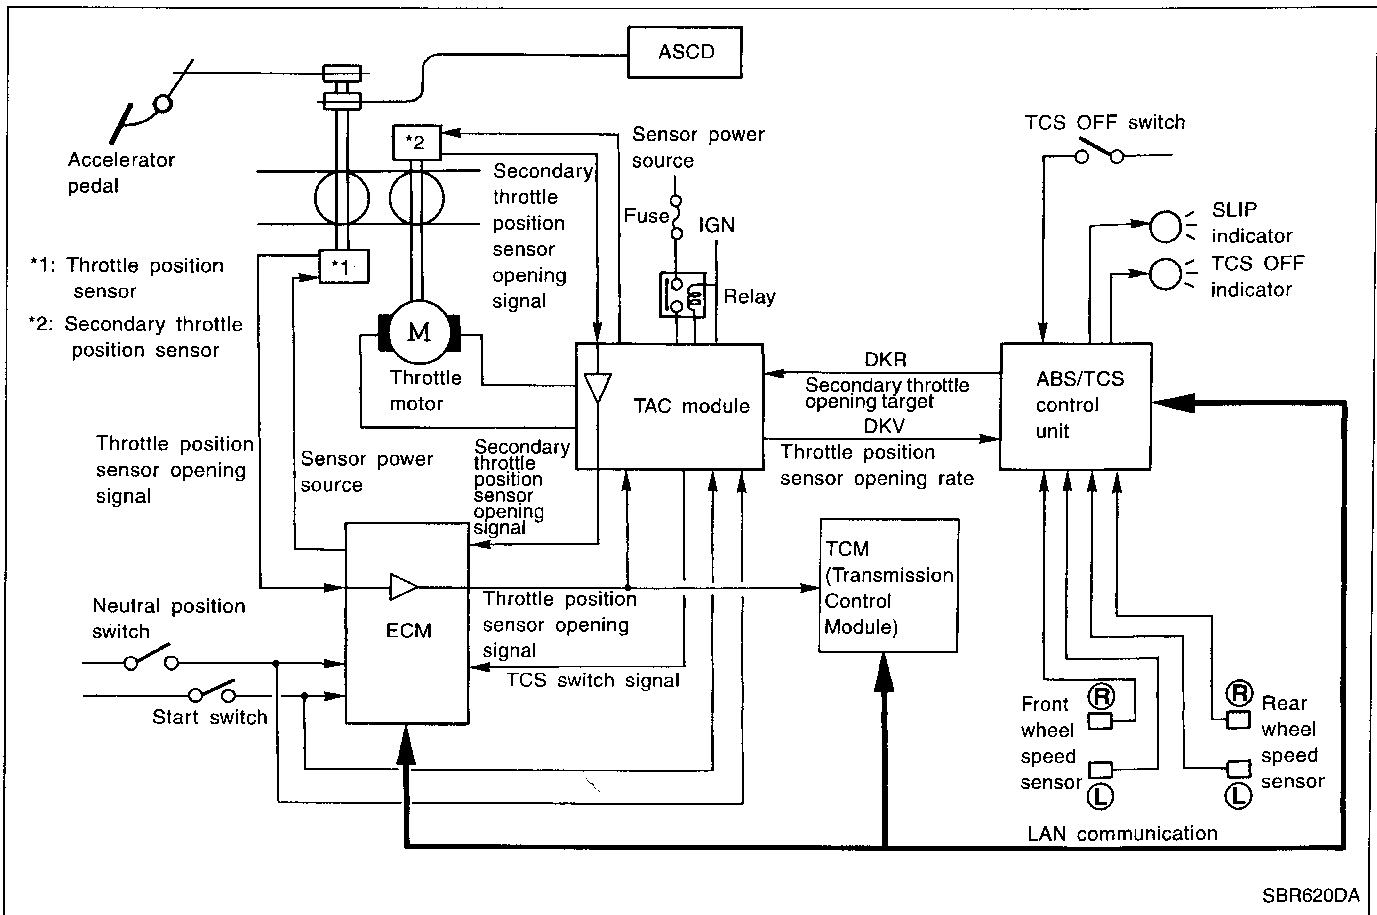 ASCD
Accelerator
pedal
*2
Sensor power
source
TCS OFF switch
Secondary
throttle
position
sensor
opening
signal
Fuse
IGN
SLIP
indicator
TCS OFF
indicator
*1: Throttle position
sensor
*1
Relay
*2: Secondary throttle
position sensor
M
Throttle
motor
TAC module
DKR
Secondary throttle
opening target
DKV
Throttle position
sensor opening rate
ABS/TCS
control
unit
Throttle position
sensor opening
signal
Sensor power
source
Secondary
throttle
position
sensor
opening
signal
TCM
(Transmission
Control
Module)
Neutral position
switch
ECM
Throttle position
sensor opening
signal
TCS switch signal
Start switch
Front
wheel
speed
sensor
R
L
R
L
Rear
wheel
speed
sensor
LAN communication
SBR620DA